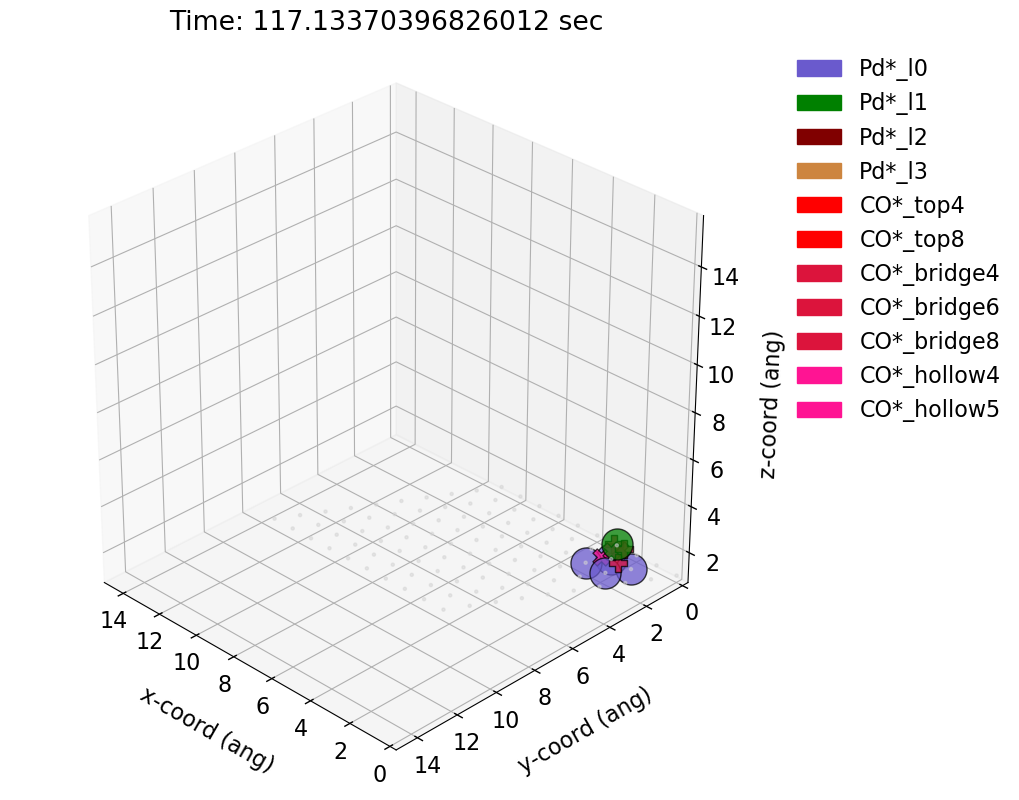 Time: 117.13370396826012 sec
Pd*_l0
Pd*_l1
Pd*_l2
Pd*_l3
CO*_top4
CO*_top8
CO*_bridge4
CO*_bridge6
CO*_bridge8
CO*_hollow4
CO*_hollow5
14
12
10
8
6
4
2
z-coord (ang)
14
12
10
8
6
4
2
0
x-coord (ang)
0
2
4
6
8
10
12
14
y-coord (ang)